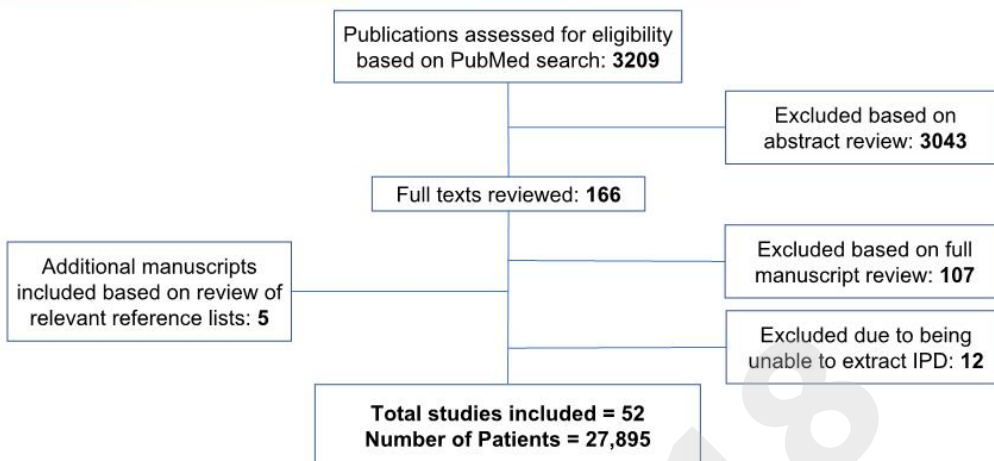 Publications assessed for eligibility
based on PubMed search: 3209
Excluded based on
abstract review: 3043
Full texts reviewed: 166
Additional manuscripts
included based on review of
relevant reference lists: 5
Excluded based on full
manuscript review: 107
Excluded due to being
unable to extract IPD: 12
Total studies included = 52
Number of Patients = 27,895